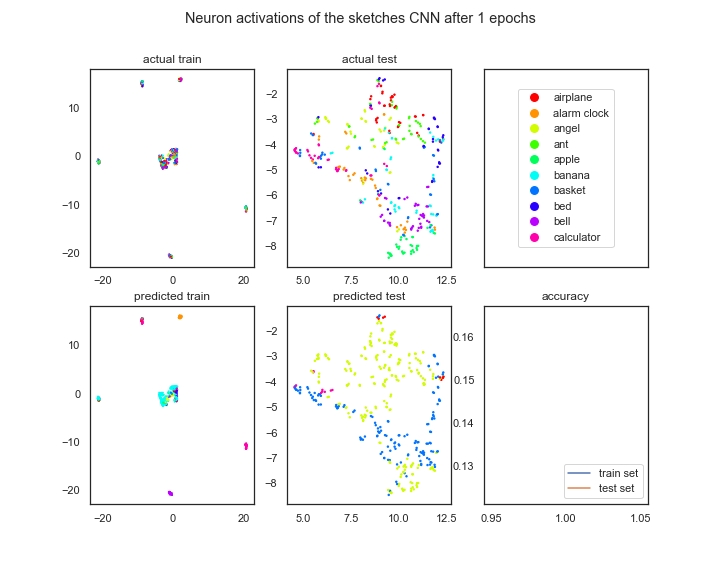 Neuron activations of the sketches CNN after 1 epochs
actual train
actual test
10
0
−10
−20
−20
0
20
−2
−3
−4
−5
−6
−7
−8
5.0
7.5
10.0
12.5
airplane
alarm clock
angel
ant
apple
banana
basket
bed
bell
calculator
predicted train
predicted test
accuracy
10
0
−10
−20
−20
0
20
−2
−3
−4
−5
−6
−7
−8
5.0
7.5
10.0
12.5
0.16
0.15
0.14
0.13
train set
test set
0.95
1.00
1.05